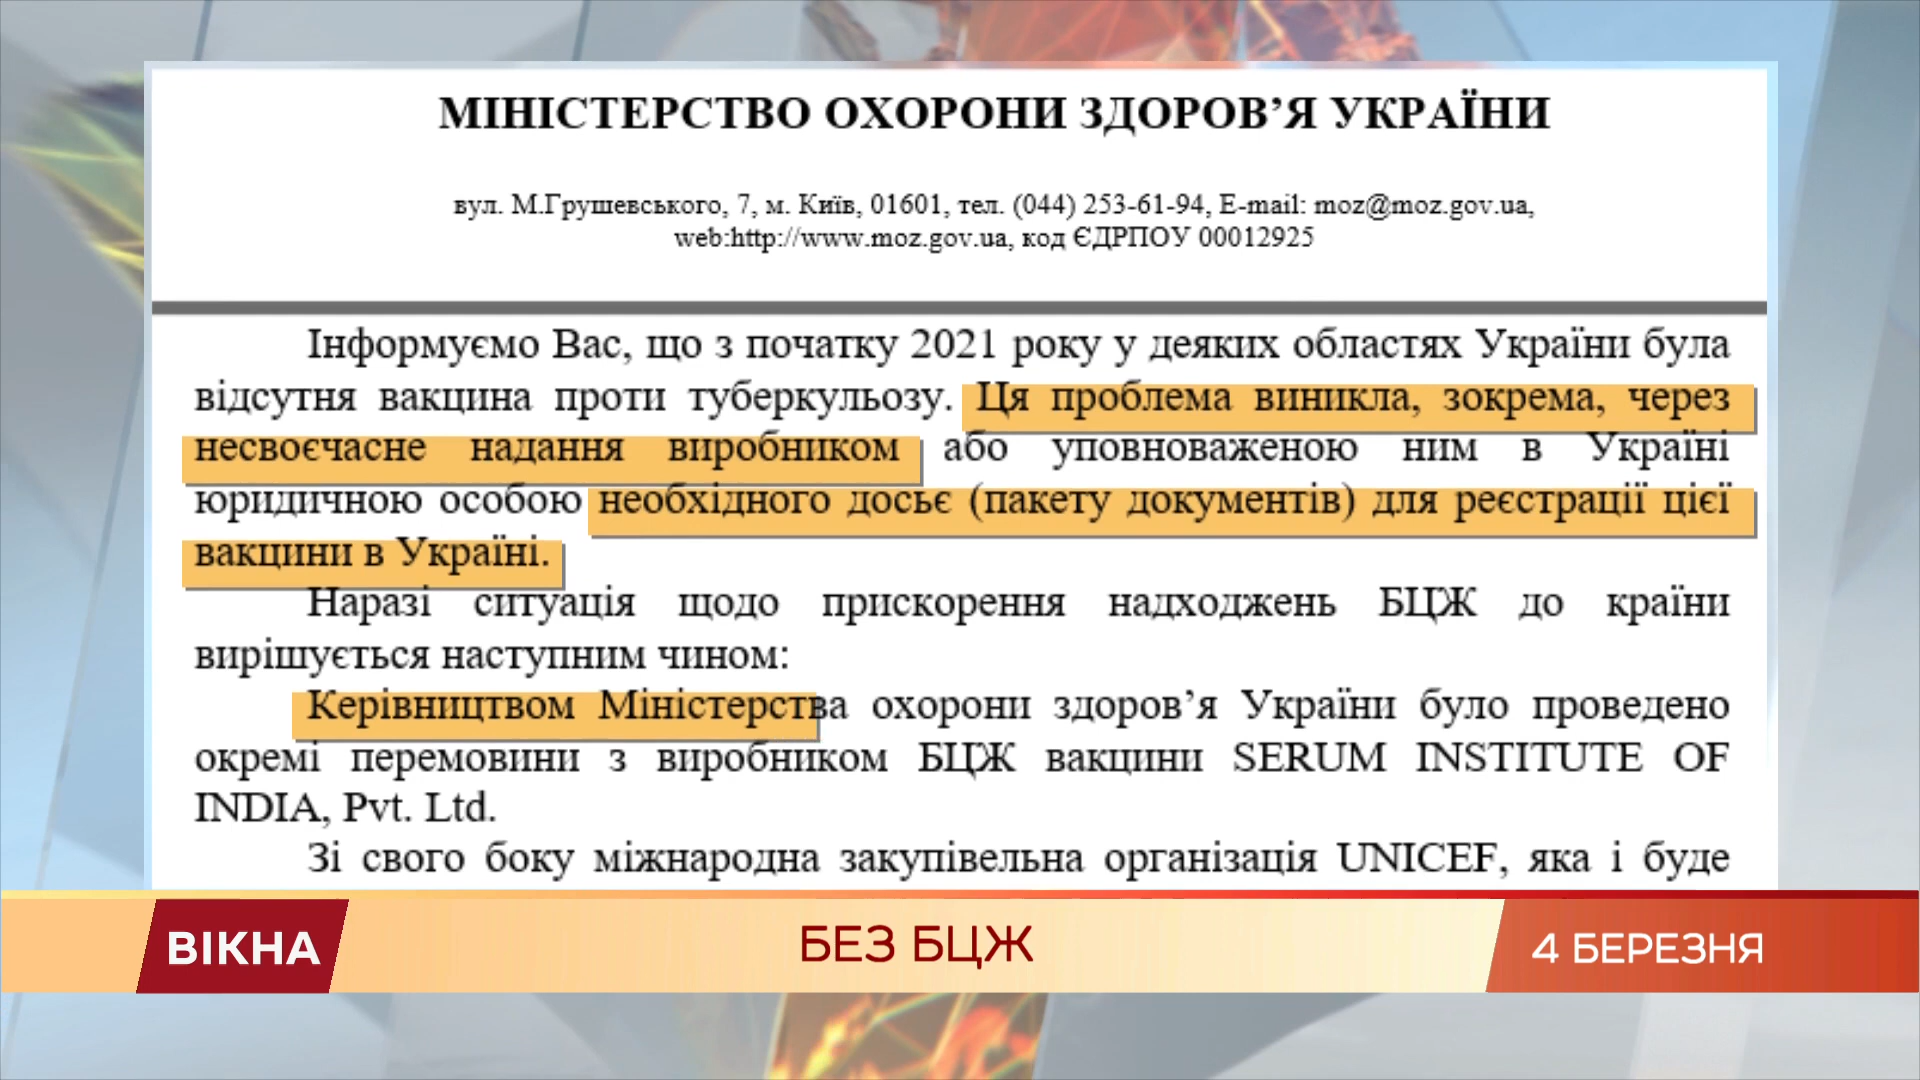 МІНІСТЕРСТВО ОХОРОНИ ЗДОРОВ’Я УКРАЇНИ
вул. М.Грушевського, 7, м. Київ, 01601, тел. (044) 253-61-94, E-mail: moz@moz.gov.ua,
web:http://www.moz.gov.ua, код ЄДРПОУ 00012925
Інформуємо Вас, що з початку 2021 року у деяких областях України була
відсутня вакцина проти туберкульозу. Ця проблема виникла, зокрема, через
несвоєчасне надання виробником або уповноваженою ним в Україні
юридичною особою необхідного досьє (пакету документів) для реєстрації цієї
вакцини в Україні.
Наразі ситуація щодо прискорення надходжень БЦЖ до країни
вирішується наступним чином:
Керівництвом Міністерства охорони здоров’я України було проведено
окремі перемовини з виробником БЦЖ вакцини SERUM INSTITUTE OF
INDIA, Pvt. Ltd.
Зі свого боку міжнародна закупівельна організація UNICEF, яка і буде
ВІКНА
БЕЗ БЦЖ
4 БЕРЕЗНЯ